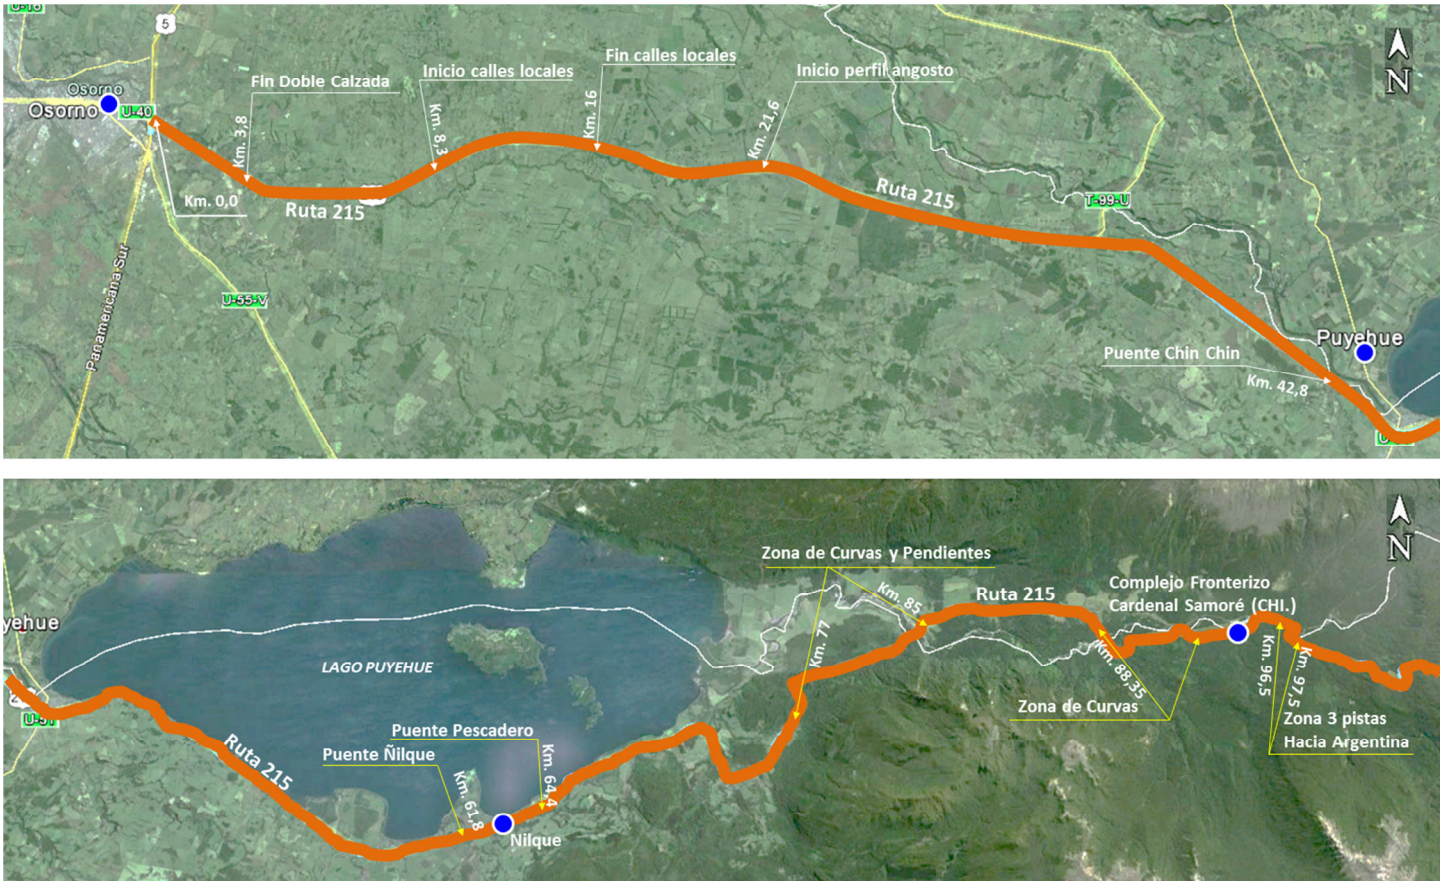 U-16
5
Fin calles locales
Inicio calles locales
Inicio perfil angosto
Fin Doble Calzada
Osorno
Osorno
U-40
Km. 3,8
Km. 8,3
Km.16
Km. 21,6
N
Km. 0,0
Ruta 215
Ruta 215
T-99-U
Panamericana Sur
U-55-V
Puyehue
Puente Chin Chin
Km. 42,8
Zona de Curvas y Pendientes
N
Km. 85
Ruta 215
Complejo Fronterizo
Cardenal Samoré (CHI.)
yehue
Km. 77
LAGO PUYEHUE
Km. 88,35
Km. 96,5
Km. 97,5
Zona de Curvas
Zona 3 pistas
Hacia Argentina
U-51
Ruta 215
Puente Pescadero
Puente Ñilque
Km. 61,8
Km. 64,4
Nilque